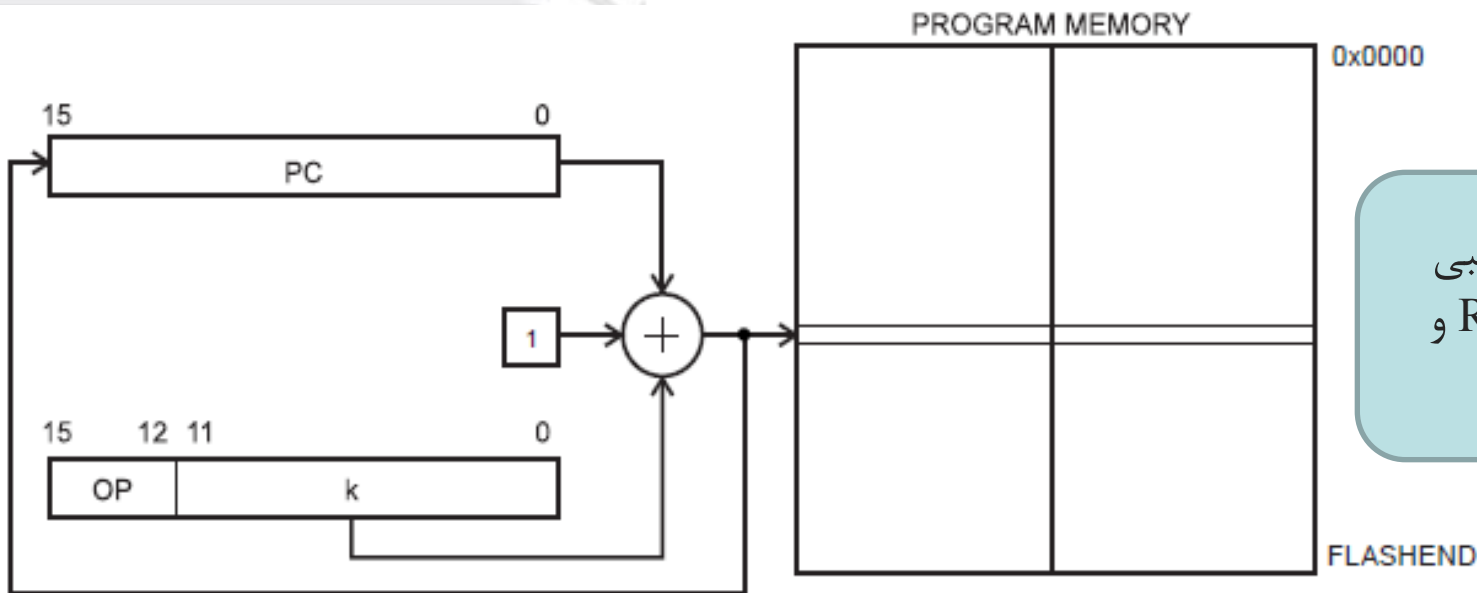 PROGRAM MEMORY
0x0000
15 0
PC
1
15 12 11 0
OP k
FLASHEND
و